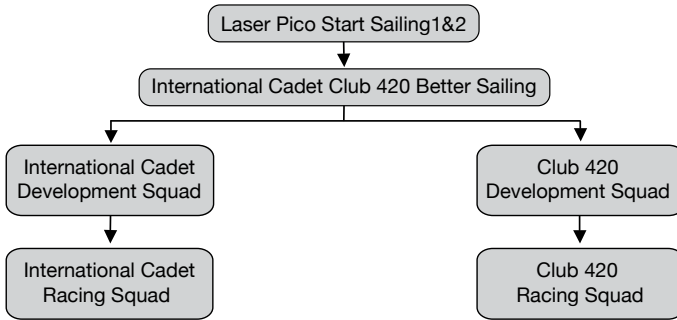 Laser Pico Start Sailing1&2
International Cadet Club 420 Better Sailing
International Cadet
Development Squad
Club 420
Development Squad
International Cadet
Racing Squad
Club 420
Racing Squad